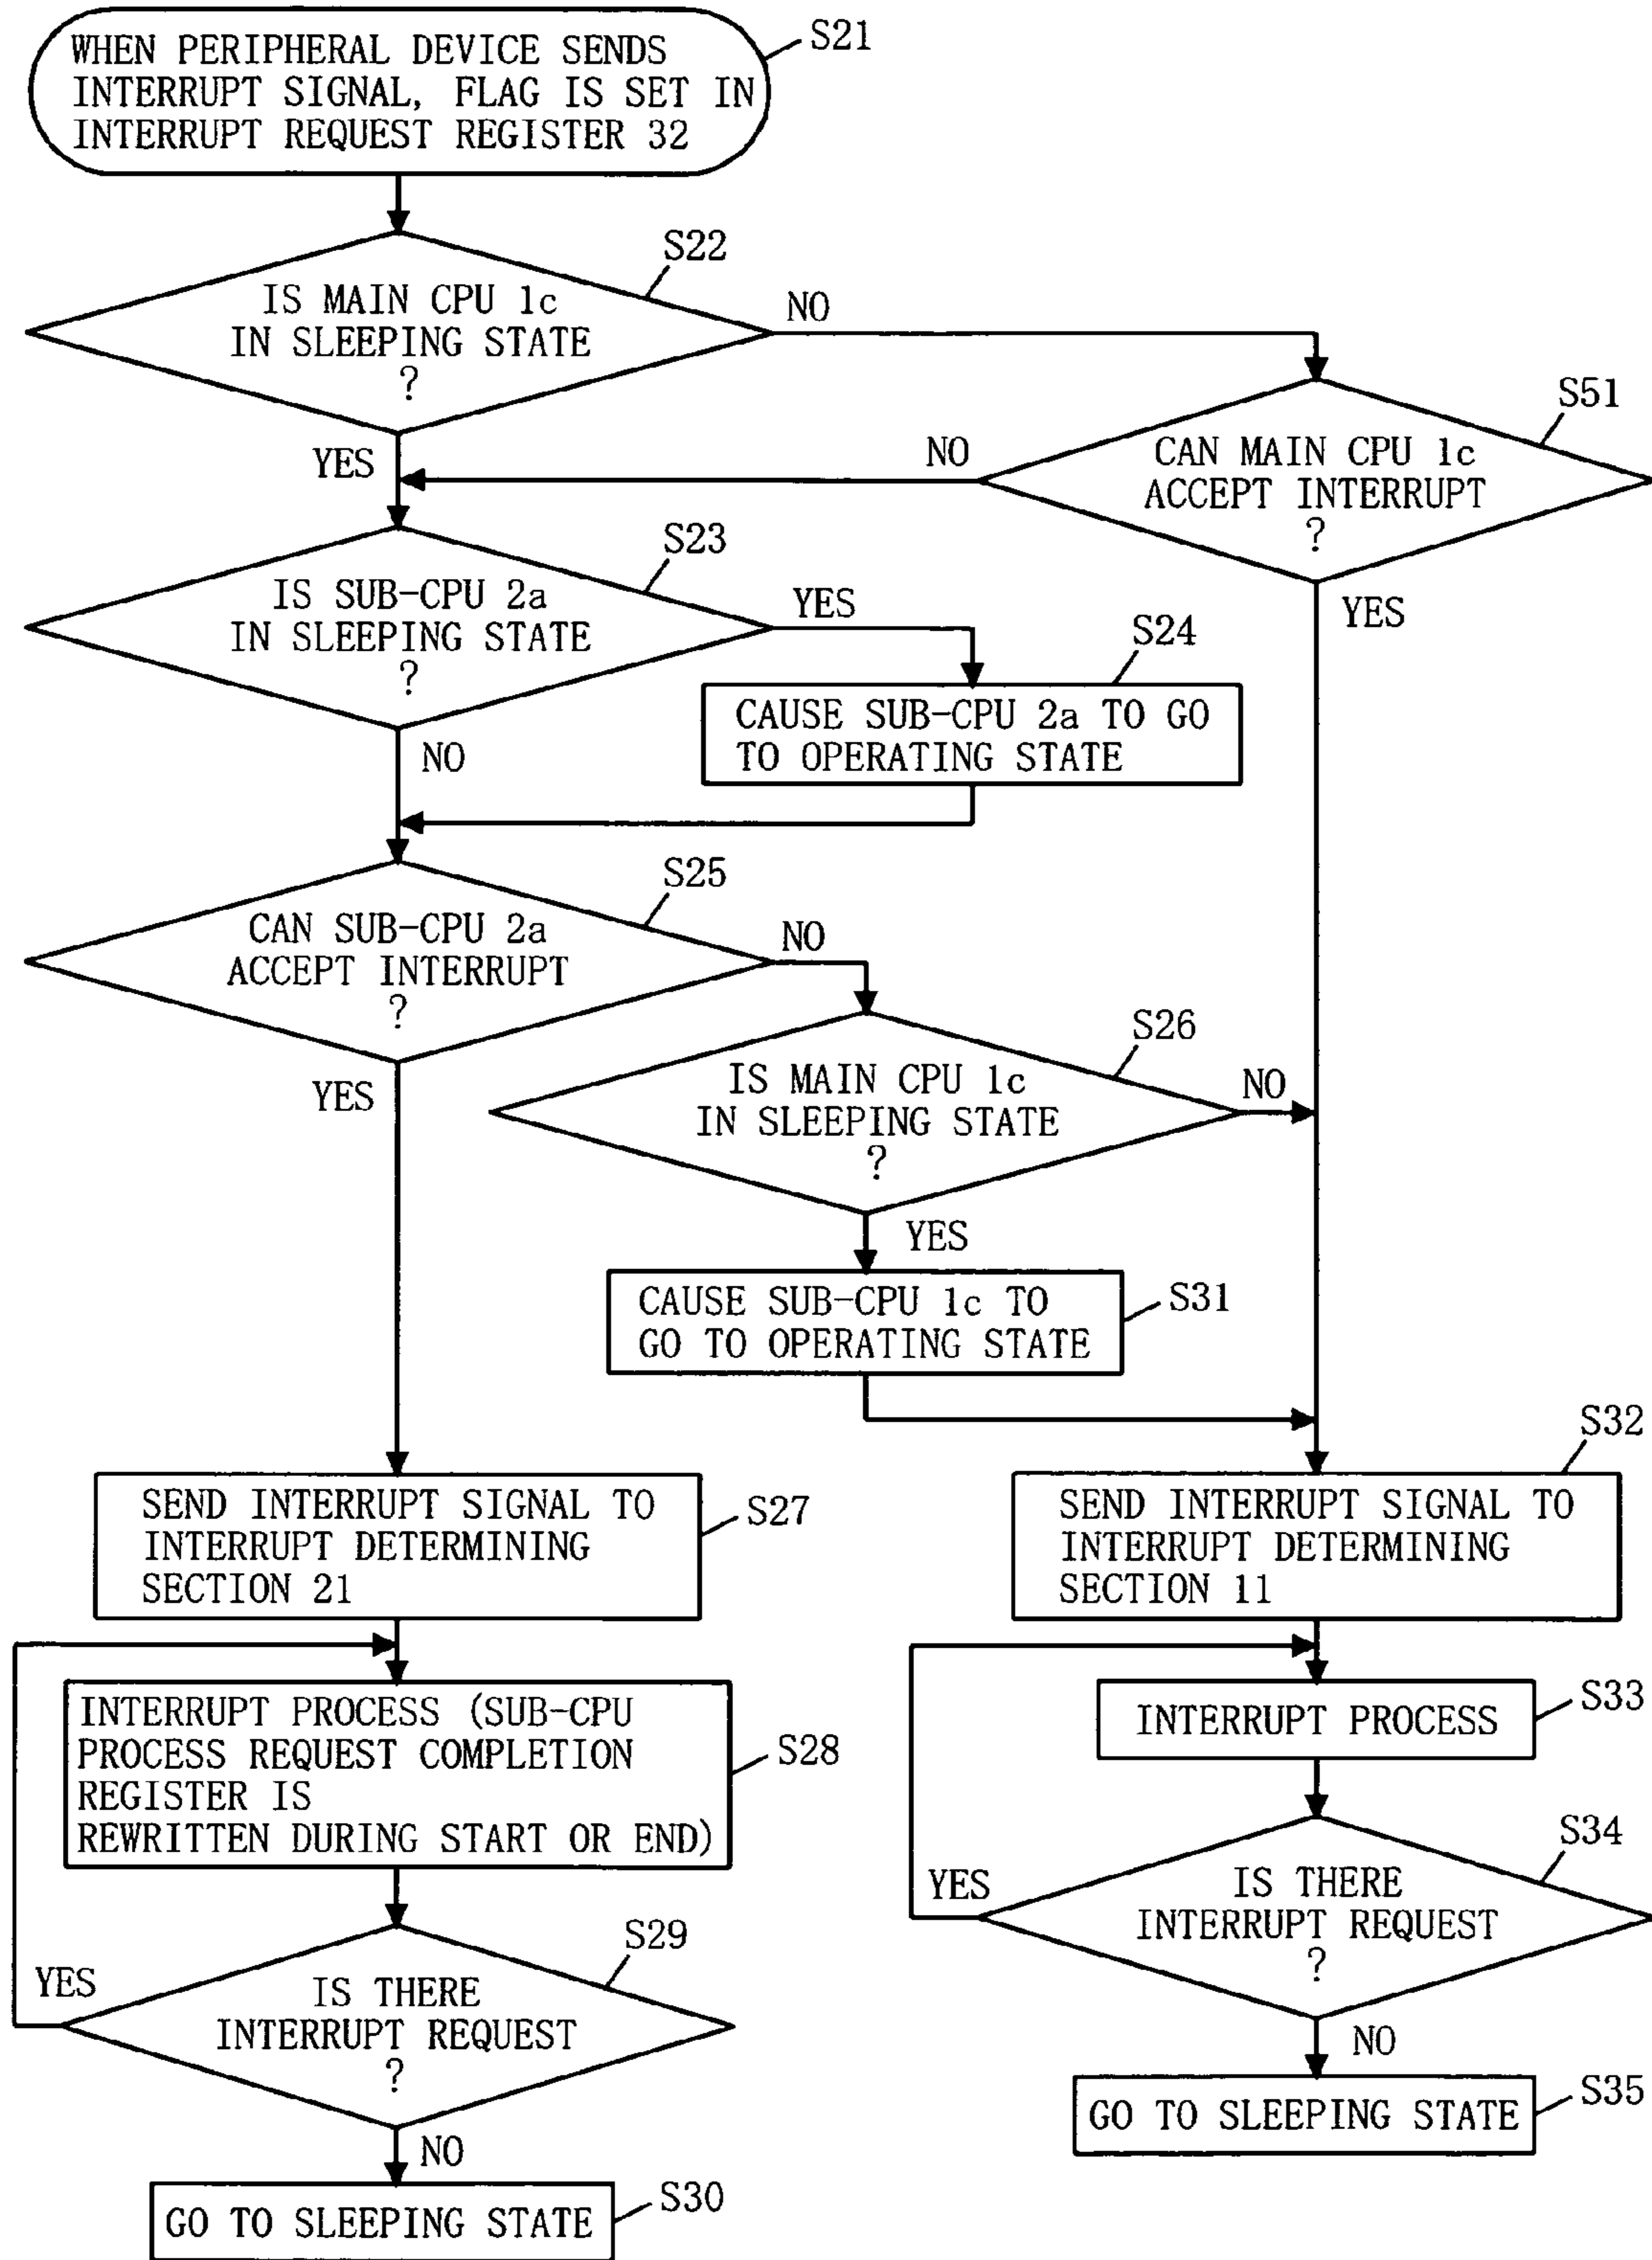 WHEN PERIPHERAL DEVICE SENDS
INTERRUPT SIGNAL, FLAG IS SET IN
INTERRUPT REQUEST REGISTER 32
S21
S22
IS MAIN CPU 1c
IN SLEEPING STATE
?
NO
YES
S51
CAN MAIN CPU 1c
ACCEPT INTERRUPT
?
NO
YES
S23
IS SUB-CPU 2a
IN SLEEPING STATE
?
YES
NO
S24
CAUSE SUB-CPU 2a TO GO
TO OPERATING STATE
S25
CAN SUB-CPU 2a
ACCEPT INTERRUPT
?
NO
YES
S26
IS MAIN CPU 1c
IN SLEEPING STATE
?
NO
YES
CAUSE SUB-CPU 1c TO
GO TO OPERATING STATE
S31
SEND INTERRUPT SIGNAL TO
INTERRUPT DETERMINING
SECTION 21
S27
S32
SEND INTERRUPT SIGNAL TO
INTERRUPT DETERMINING
SECTION 11
INTERRUPT PROCESS (SUB-CPU
PROCESS REQUEST COMPLETION
REGISTER IS
REWRITTEN DURING START OR END)
S28
INTERRUPT PROCESS
S33
S29
IS THERE
INTERRUPT REQUEST
?
YES
NO
S34
IS THERE
INTERRUPT REQUEST
?
YES
NO
GO TO SLEEPING STATE
S30
GO TO SLEEPING STATE
S35